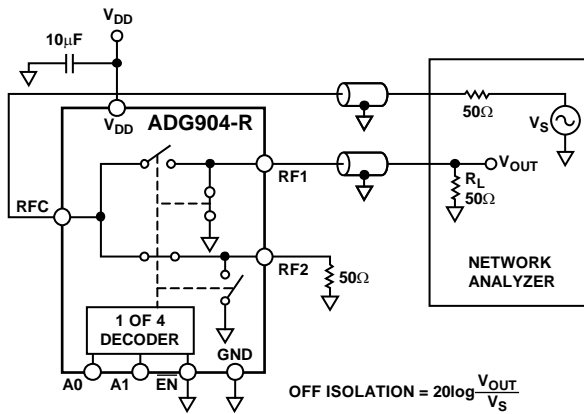 V_DD
10μF
V_DD
ADG904-R
50Ω
V_S
V_OUT
RF1
R_L
50Ω
RFC
RF2
50Ω
NETWORK
ANALYZER
1 OF 4
DECODER
GND
A0
A1
E̅N̅
OFF ISOLATION = 20log V_OUT / V_S